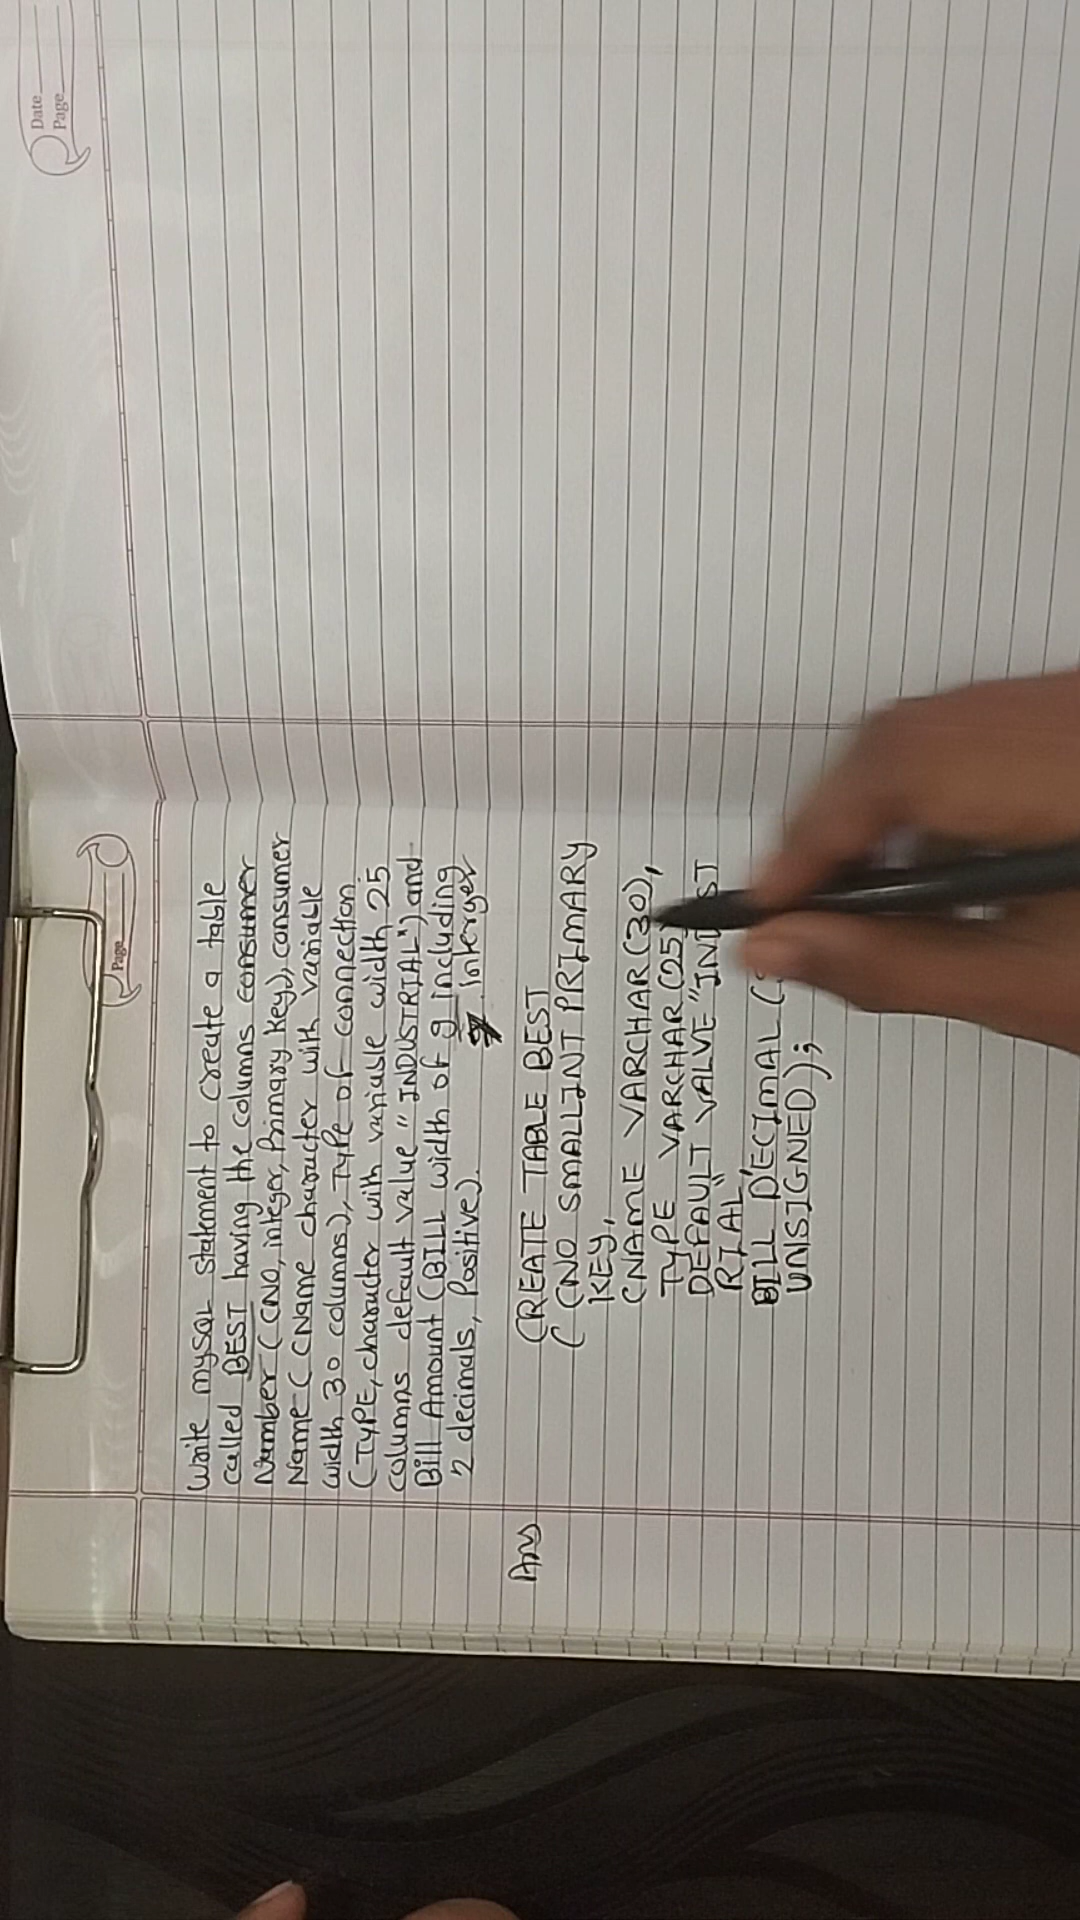 Date
Page
Page
Write mysql statement to create a table
called BEST having the columns consumer
Number (CNO, integer, Primary key), consumer
Name (CName character with variable
width 30 columns), Type of connection
(TYPE, character with variable width 25
columns default value "INDUSTRIAL") and
Bill Amount (BILL width of 9 including
2 decimals, Positive). interger
Ans
CREATE TABLE BEST
(CNO SMALLINT PRIMARY
KEY,
CNAME VARCHAR(30),
TYPE VARCHAR(25)
DEFAULT VALVE "INDUST
RIAL"
BILL DECIMAL(
UNSIGNED);